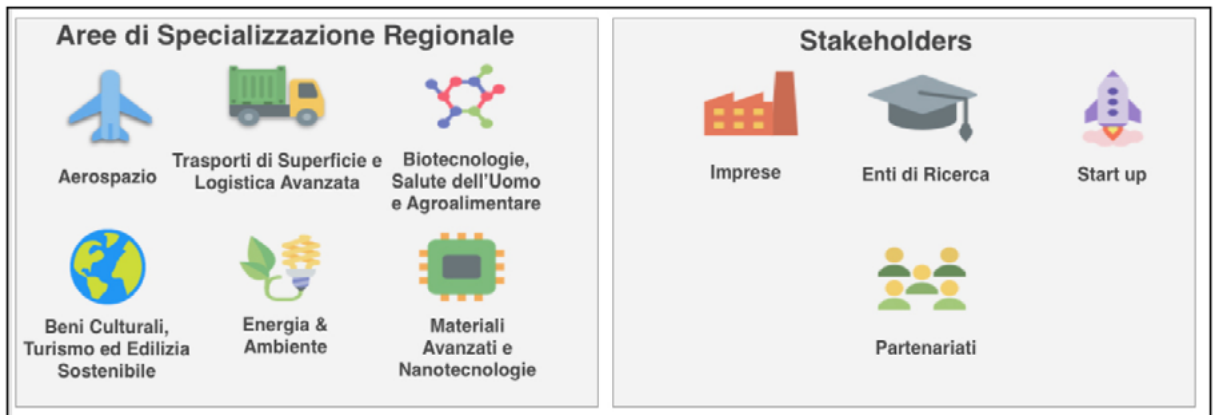 Aree di Specializzazione Regionale
Aerospazio
Trasporti di Superficie e
Logistica Avanzata
Biotecnologie,
Salute dell'Uomo
e Agroalimentare
Beni Culturali,
Turismo ed Edilizia
Sostenibile
Energia &
Ambiente
Materiali
Avanzati e
Nanotecnologie
Stakeholders
Imprese
Enti di Ricerca
Start up
Partenariati